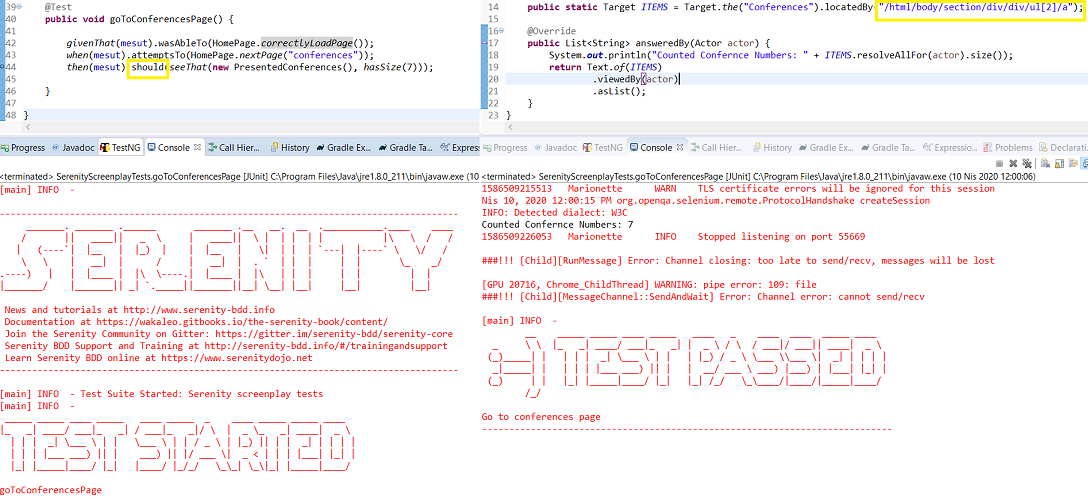 39 @Test
40 public void goToConferencesPage() {
41
42 givenThat(mesut).wasAbleTo(HomePage.correctlyLoadPage());
43 when(mesut).attemptsTo(HomePage.nextPage("conferences"));
44 then(mesut).should(seeThat(new PresentedConferences(), hasSize(7)));
45
46 }
47
48 }
Progress Javadoc TestNG Console Call Hier... History Gradle Ex... Gradle Ta... Expressi
<terminated> SerenityScreenplayTests.goToConferencesPage [JUnit] C:\Program Files\Java\jre1.8.0_211\bin\javaw.exe (10 N
[main] INFO -
SERENITY
News and tutorials at http://www.serenity-bdd.info
Documentation at https://wakaleo.gitbooks.io/the-serenity-book/content/
Join the Serenity Community on Gitter: https://gitter.im/serenity-bdd/serenity-core
Serenity BDD Support and Training at http://serenity-bdd.info/#/trainingandsupport
Learn Serenity BDD online at https://www.serenitydojo.net
[main] INFO - Test Suite Started: Serenity screenplay tests
[main] INFO -
TEST STARTED
goToConferencesPage
14 public static Target ITEMS = Target.the("Conferences").locatedBy("/html/body/section/div/div/ul[2]/a");
15
16 @Override
17 public List<String> answeredBy(Actor actor) {
18 System.out.println("Counted Confernce Numbers: " + ITEMS.resolveAllFor(actor).size());
19 return Text.of(ITEMS)
20 .viewedBy(actor)
21 .asList();
22 }
23 }
Progress Javadoc TestNG Console Call Hier... History Gradle Ex... Gradle Ta... Expressi... Problems Declarati
<terminated> SerenityScreenplayTests.goToConferencesPage [JUnit] C:\Program Files\Java\jre1.8.0_211\bin\javaw.exe (10 Nis 2020 12:00:06)
1586509215513 Marionette WARN TLS certificate errors will be ignored for this session
Nis 10, 2020 12:00:15 PM org.openqa.selenium.remote.ProtocolHandshake createSession
INFO: Detected dialect: W3C
Counted Confernce Numbers: 7
1586509226053 Marionette INFO Stopped listening on port 55669
###!!! [Child][RunMessage] Error: Channel closing: too late to send/recv, messages will be lost
[GPU 20716, Chrome_ChildThread] WARNING: pipe error: 109: file
###!!! [Child][MessageChannel::SendAndWait] Error: Channel error: cannot send/recv
[main] INFO -
:-) TEST PASSED
Go to conferences page